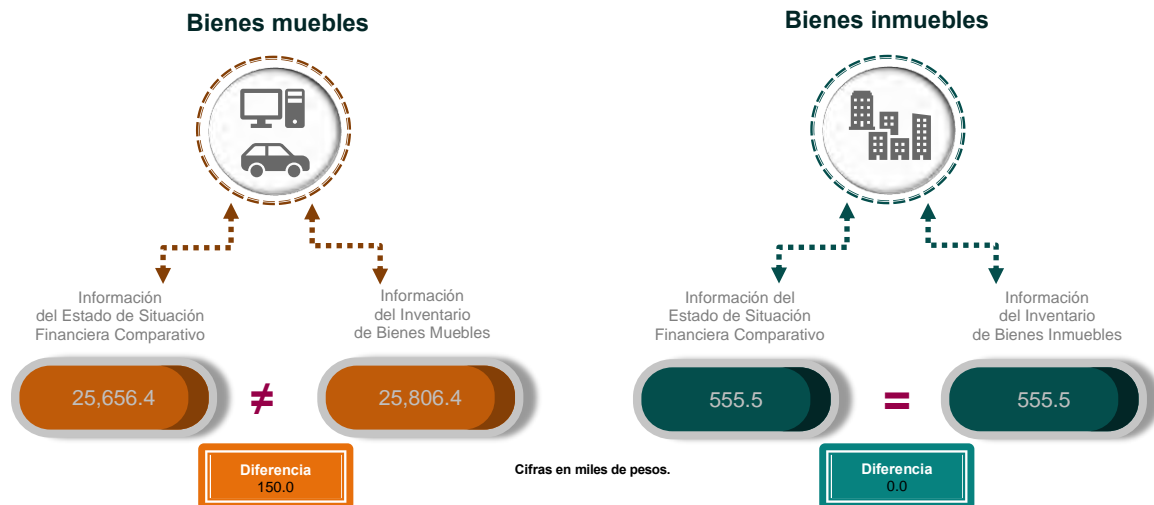 Bienes muebles
Información
del Estado de Situación
Financiera Comparativo
25,656.4
≠
Información
del Inventario
de Bienes Muebles
25,806.4
Diferencia
150.0
Cifras en miles de pesos.
Bienes inmuebles
Información del
Estado de Situación
Financiera Comparativo
555.5
=
Información
del Inventario
de Bienes Inmuebles
555.5
Diferencia
0.0